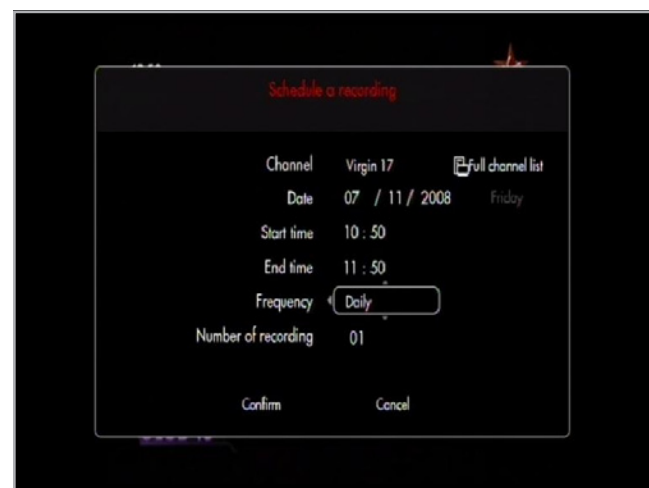 Schedule a recording
Channel Virgin 17 Full channel list
Date 07 / 11 / 2008 Friday
Start time 10 : 50
End time 11 : 50
Frequency Daily
Number of recording 01
Confirm Cancel